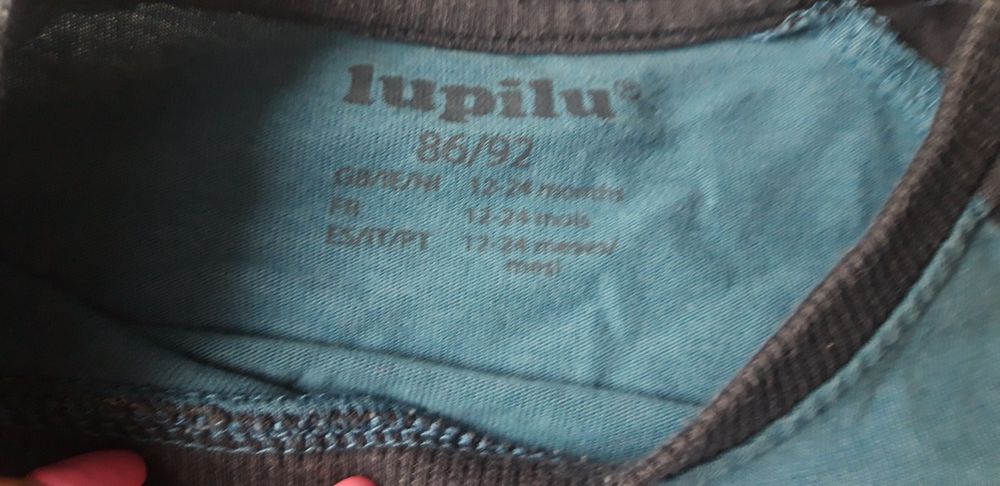 lupilu®
86/92
GB/IE/NI 12-24 months
FR 12-24 mois
ES/IT/PT 12-24 meses/
mesi